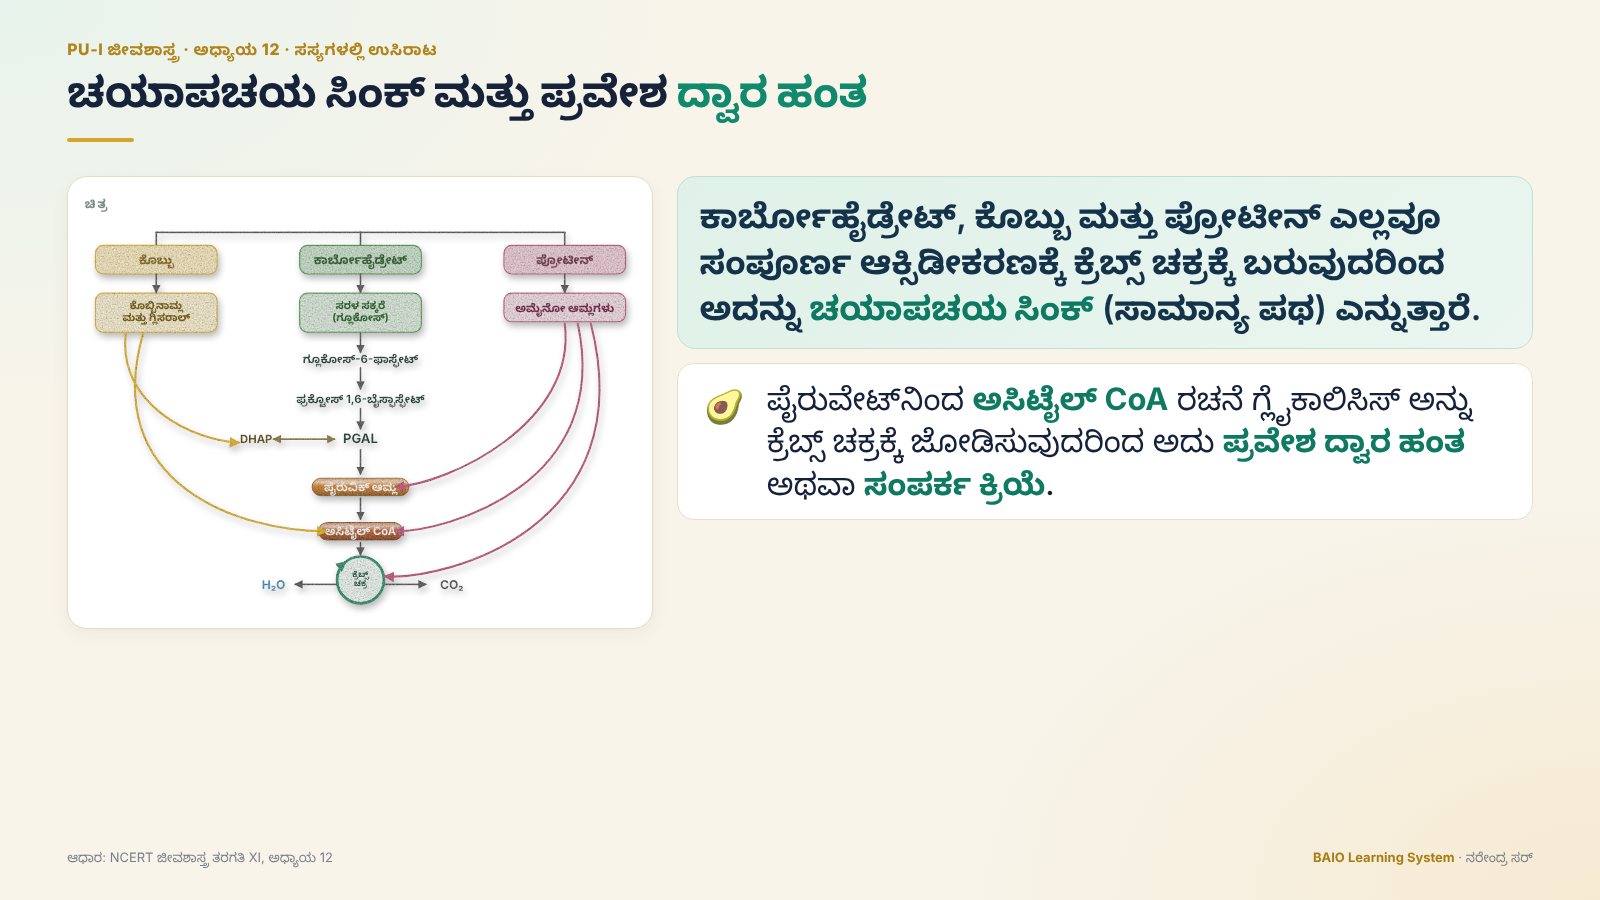 PU-I ಜೀವಶಾಸ್ತ್ರ · ಅಧ್ಯಾಯ 12 · ಸಸ್ಯಗಳಲ್ಲಿ ಉಸಿರಾಟ
ಚಯಾಪಚಯ ಸಿಂಕ್ ಮತ್ತು ಪ್ರವೇಶ ದ್ವಾರ ಹಂತ
ಚಿತ್ರ
ಕೊಬ್ಬು
ಕಾರ್ಬೋಹೈಡ್ರೇಟ್
ಪ್ರೋಟೀನ್
ಕೊಬ್ಬಿನಾಮ್ಲ
ಮತ್ತು ಗ್ಲಿಸರಾಲ್
ಸರಳ ಸಕ್ಕರೆ
(ಗ್ಲೂಕೋಸ್)
ಅಮೈನೋ ಆಮ್ಲಗಳು
ಗ್ಲೂಕೋಸ್-6-ಫಾಸ್ಫೇಟ್
ಫ್ರಕ್ಟೋಸ್ 1,6-ಬೈಸ್ಫಾಸ್ಫೇಟ್
DHAP
PGAL
ಪೈರುವಿಕ್ ಆಮ್ಲ
ಅಸಿಟೈಲ್ CoA
ಕ್ರೆಬ್ಸ್
ಚಕ್ರ
H₂O
CO₂
ಕಾರ್ಬೋಹೈಡ್ರೇಟ್, ಕೊಬ್ಬು ಮತ್ತು ಪ್ರೋಟೀನ್ ಎಲ್ಲವೂ
ಸಂಪೂರ್ಣ ಆಕ್ಸಿಡೀಕರಣಕ್ಕೆ ಕ್ರೆಬ್ಸ್ ಚಕ್ರಕ್ಕೆ ಬರುವುದರಿಂದ
ಅದನ್ನು ಚಯಾಪಚಯ ಸಿಂಕ್ (ಸಾಮಾನ್ಯ ಪಥ) ಎನ್ನುತ್ತಾರೆ.
ಪೈರುವೇಟ್‌ನಿಂದ ಅಸಿಟೈಲ್ CoA ರಚನೆ ಗ್ಲೈಕಾಲಿಸಿಸ್ ಅನ್ನು
ಕ್ರೆಬ್ಸ್ ಚಕ್ರಕ್ಕೆ ಜೋಡಿಸುವುದರಿಂದ ಅದು ಪ್ರವೇಶ ದ್ವಾರ ಹಂತ
ಅಥವಾ ಸಂಪರ್ಕ ಕ್ರಿಯೆ.
ಆಧಾರ: NCERT ಜೀವಶಾಸ್ತ್ರ ತರಗತಿ XI, ಅಧ್ಯಾಯ 12
BAIO Learning System · ನರೇಂದ್ರ ಸರ್